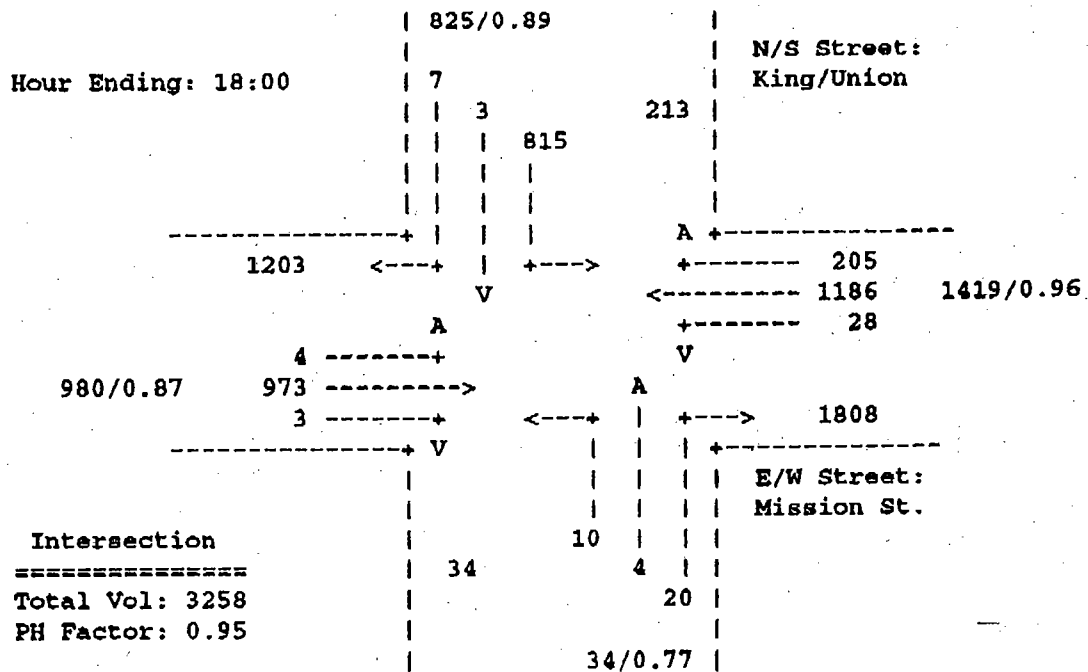 825/0.89
N/S Street:
Hour Ending: 18:00 7 King/Union
3 213
815
A
1203 <---+ | +---> +------- 205
V <--------- 1186 1419/0.96
A +------- 28
4 -------+ V
980/0.87 973 ----------> A
3 -------+ <---+ | +---> 1808
V
E/W Street:
Mission St.
Intersection 10
=============== 34 4
Total Vol: 3258 20
PH Factor: 0.95
34/0.77